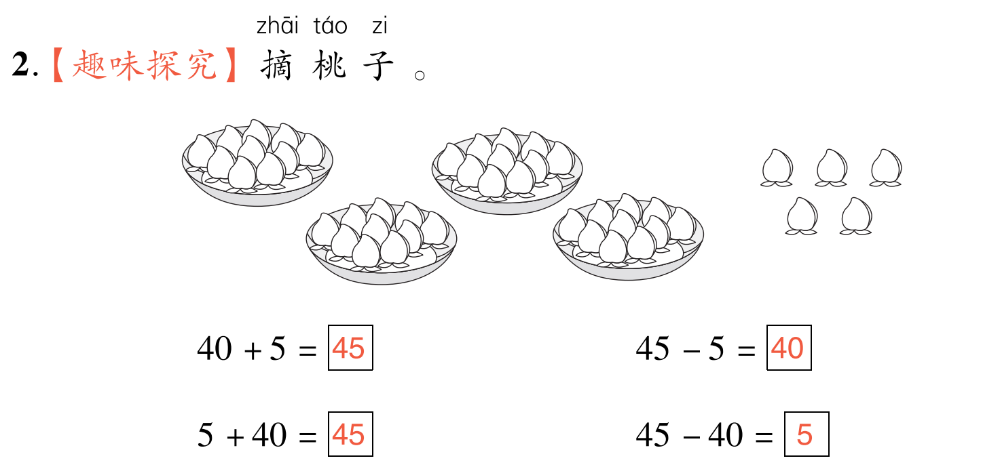 zhāi táo zi
2.【趣味探究】摘桃子。
40 + 5 = 45 45 - 5 = 40
5 + 40 = 45 45 - 40 = 5